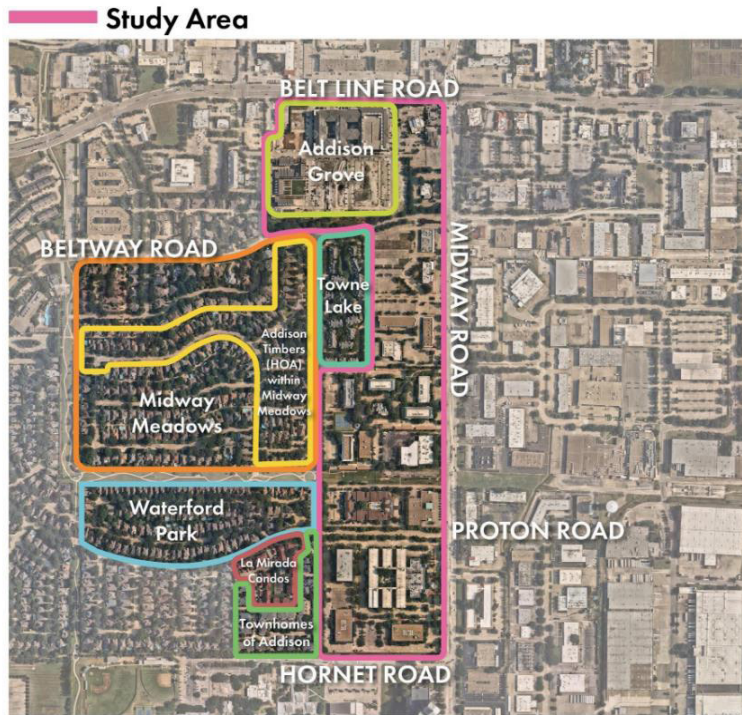 Study Area
BELT LINE ROAD
Addison
Grove
BELTWAY ROAD
MIDWAY ROAD
Towne
Lake
Addison
Timbers
(HOA)
within
Midway
Meadows
Midway
Meadows
Waterford
Park
PROTON ROAD
La Mirada
Condos
Townhomes
of Addison
HORNET ROAD